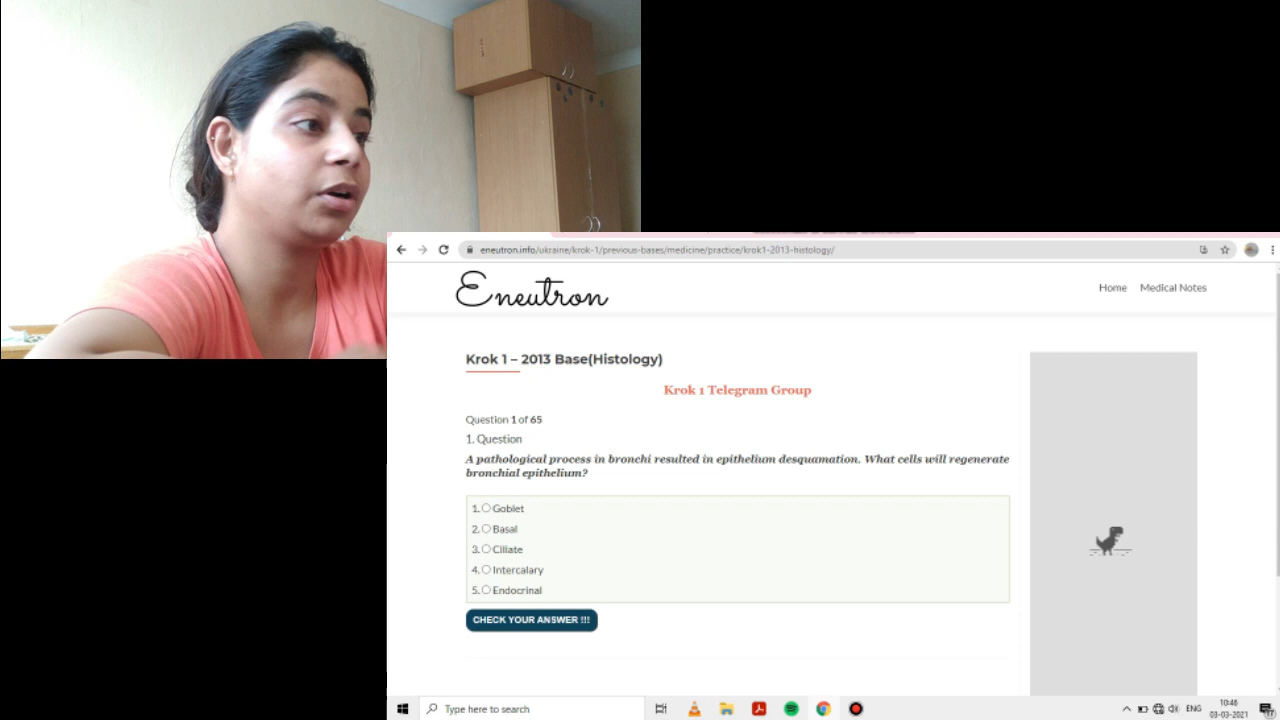 eneutron.info/ukraine/krok-1/previous-bases/medicine/practice/krok1-2013-histology/
Eneutron
Home Medical Notes
Krok 1 – 2013 Base(Histology)
Krok 1 Telegram Group
Question 1 of 65
1. Question
A pathological process in bronchi resulted in epithelium desquamation. What cells will regenerate
bronchial epithelium?
1. Goblet
2. Basal
3. Ciliate
4. Intercalary
5. Endocrinal
CHECK YOUR ANSWER !!!
Type here to search
ENG
10:46
03-03-2021